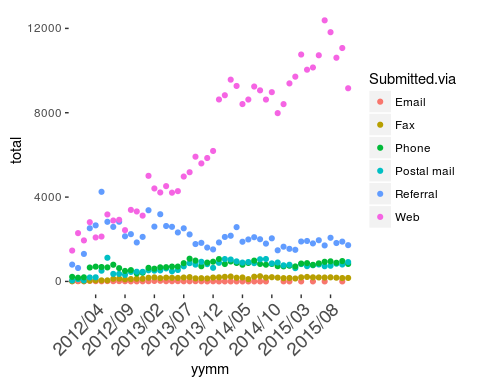 12000
8000
4000
0
total
2012/04
2012/09
2013/02
2013/07
2013/12
2014/05
2014/10
2015/03
2015/08
yymm
Submitted.via
Email
Fax
Phone
Postal mail
Referral
Web